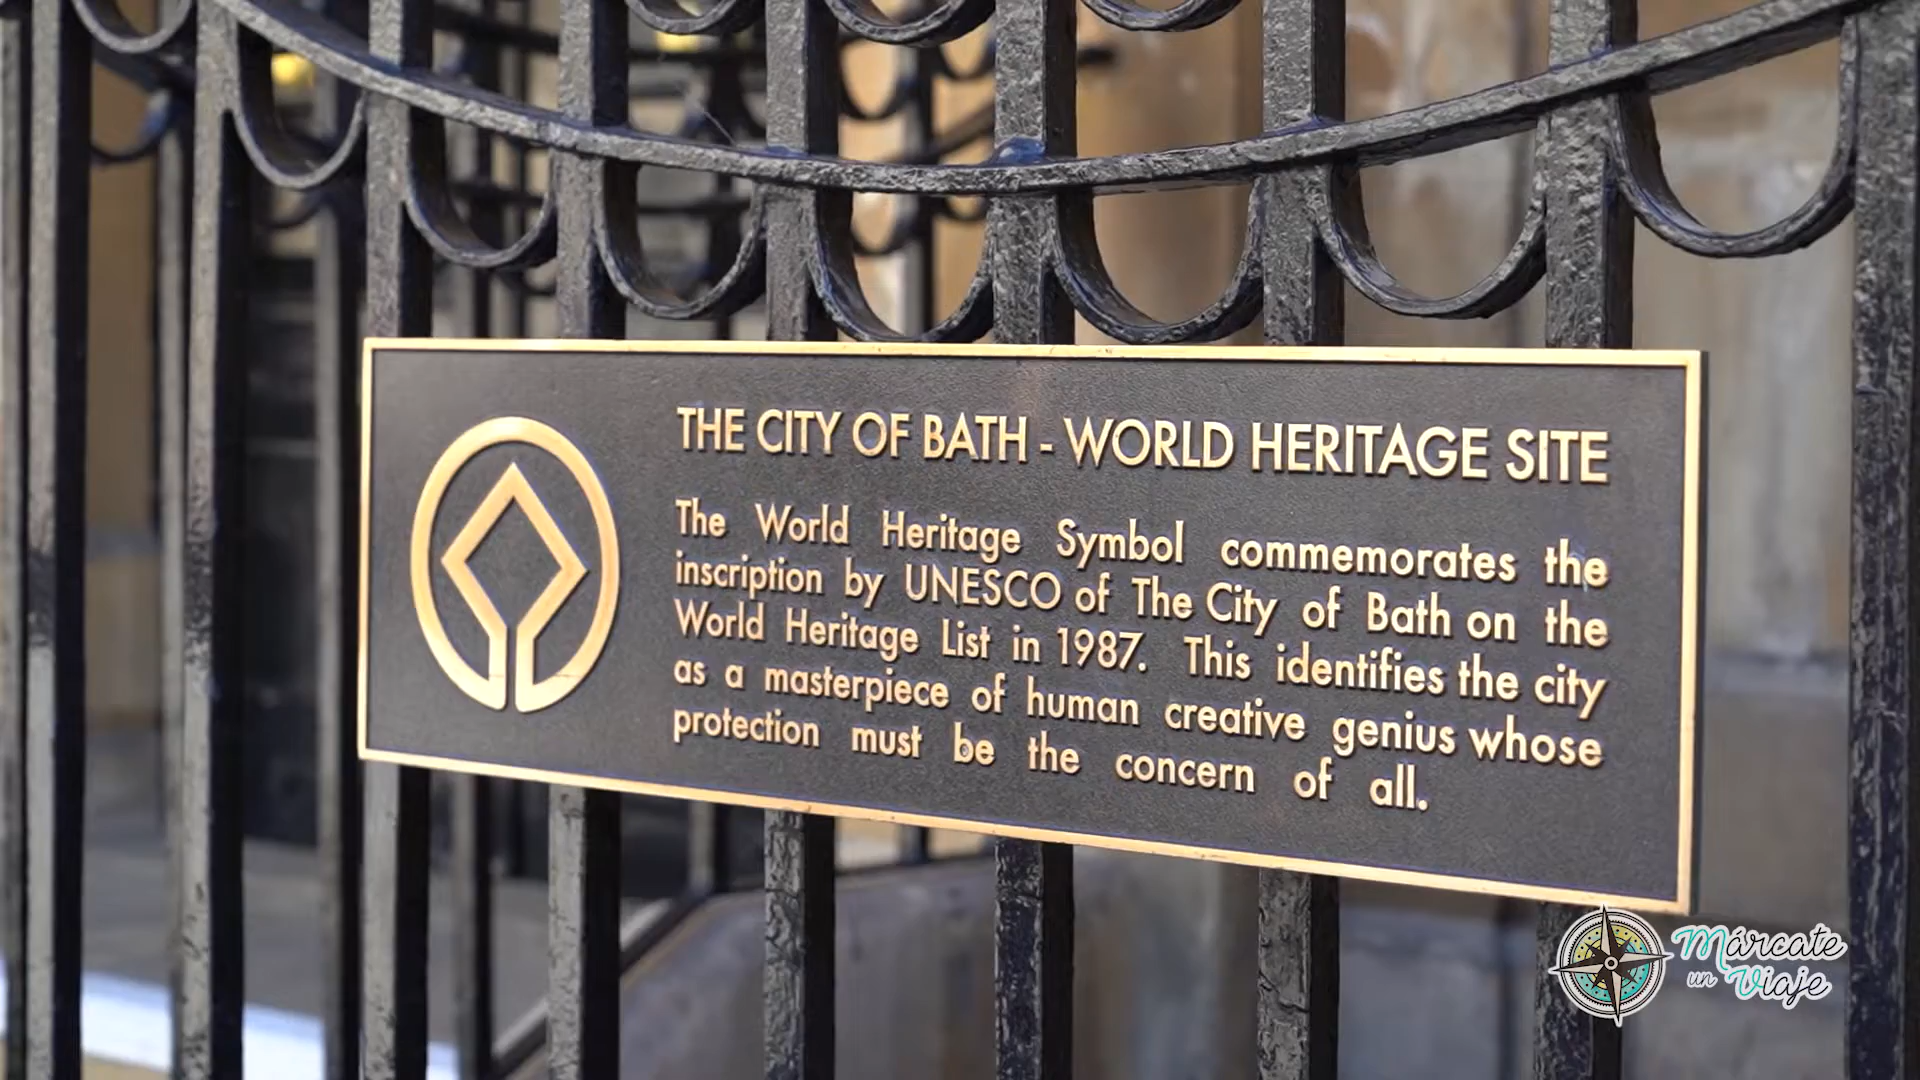 THE CITY OF BATH - WORLD HERITAGE SITE
The World Heritage Symbol commemorates the
inscription by UNESCO of The City of Bath on the
World Heritage List in 1987. This identifies the city
as a masterpiece of human creative genius whose
protection must be the concern of all.
Márcate
un Viaje